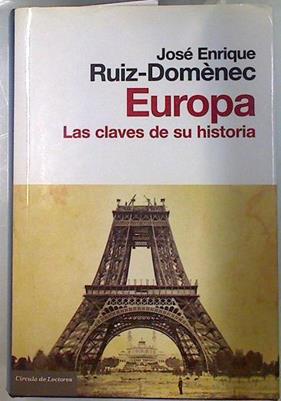 José Enrique
Ruiz-Domènec
Europa
Las claves de su historia
Círculo de Lectores